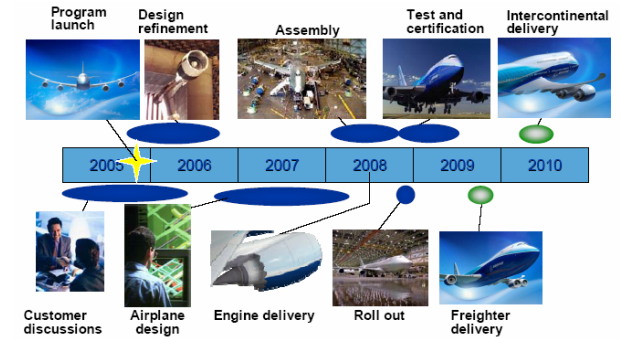 Program
launch
Design
refinement
Assembly
Test and
certification
Intercontinental
delivery
2005
2006
2007
2008
2009
2010
Customer
discussions
Airplane
design
Engine delivery
Roll out
Freighter
delivery